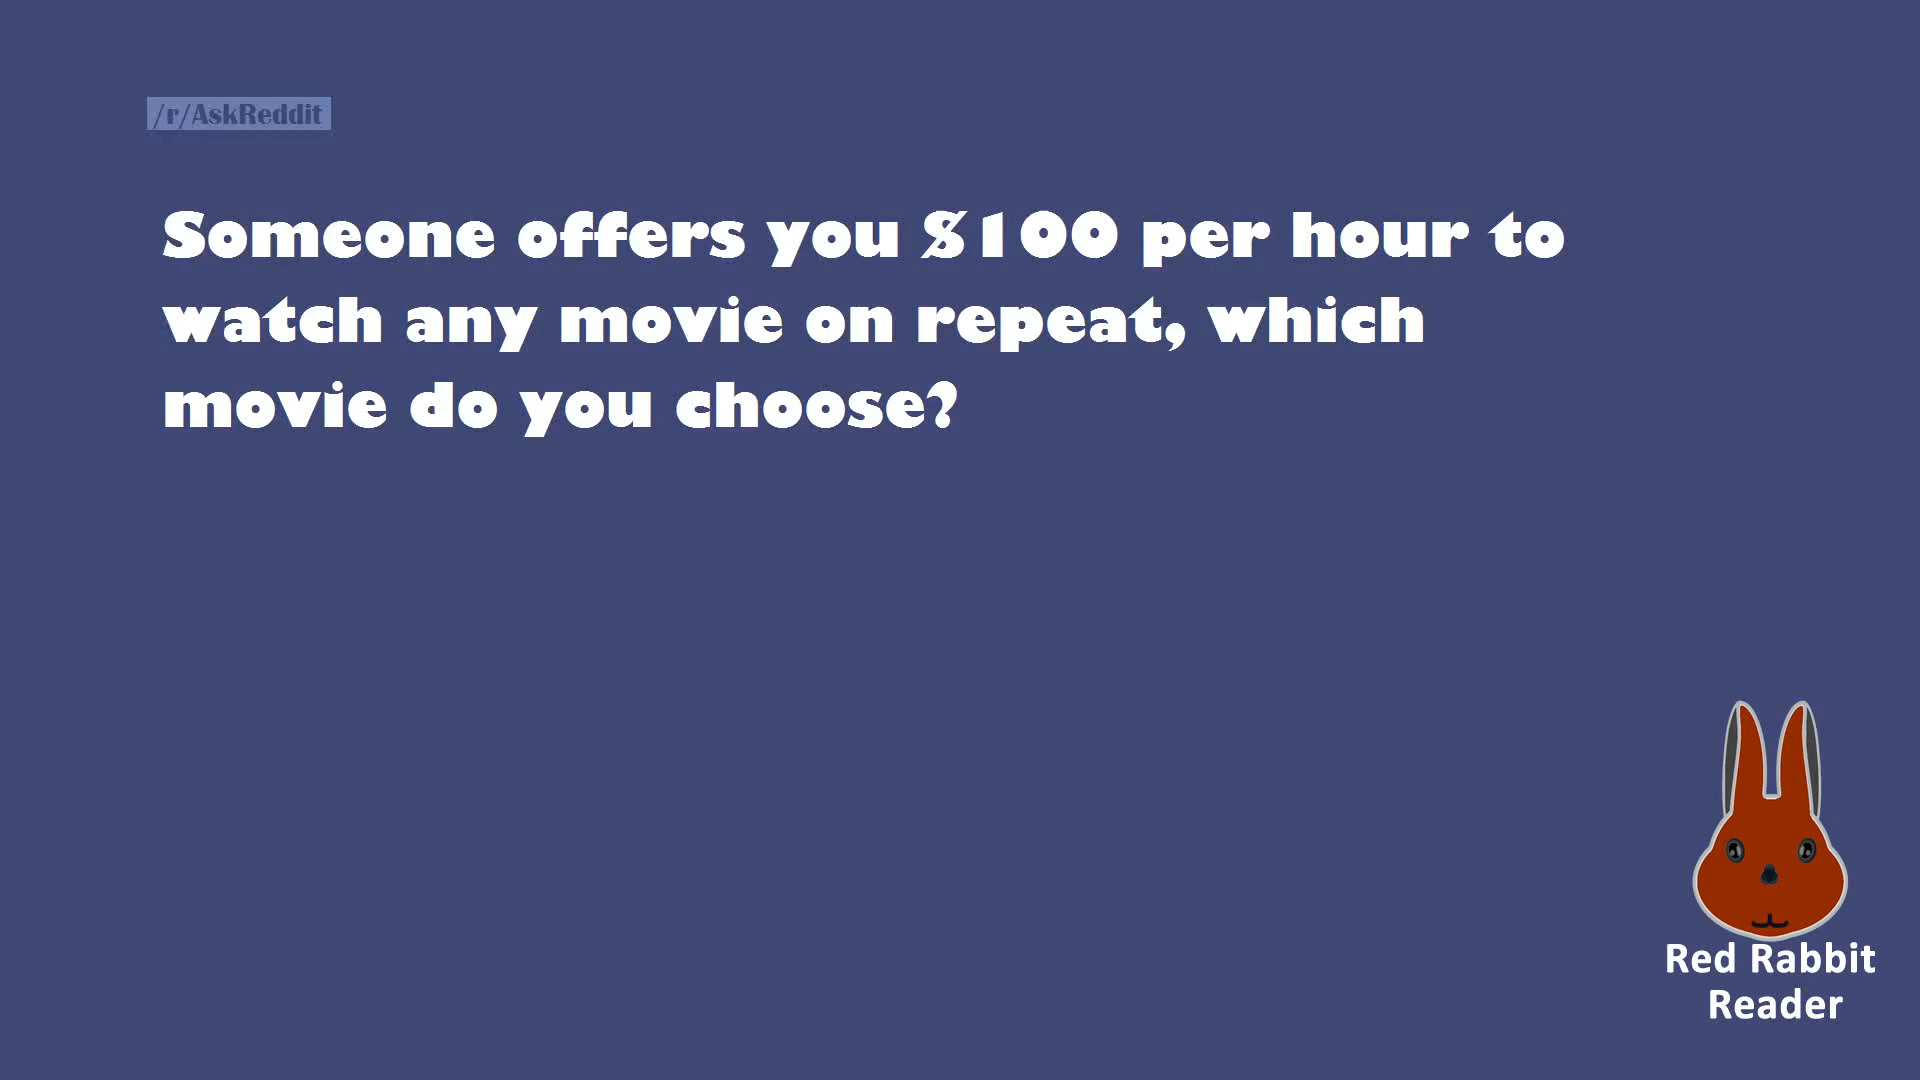 /r/AskReddit
Someone offers you $100 per hour to
watch any movie on repeat, which
movie do you choose?
Red Rabbit
Reader